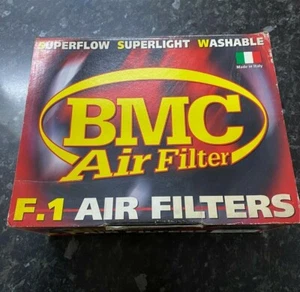 SUPERFLOW SUPERLIGHT WASHABLE
Made in Italy
BMC
Air Filter
F.1 AIR FILTERS